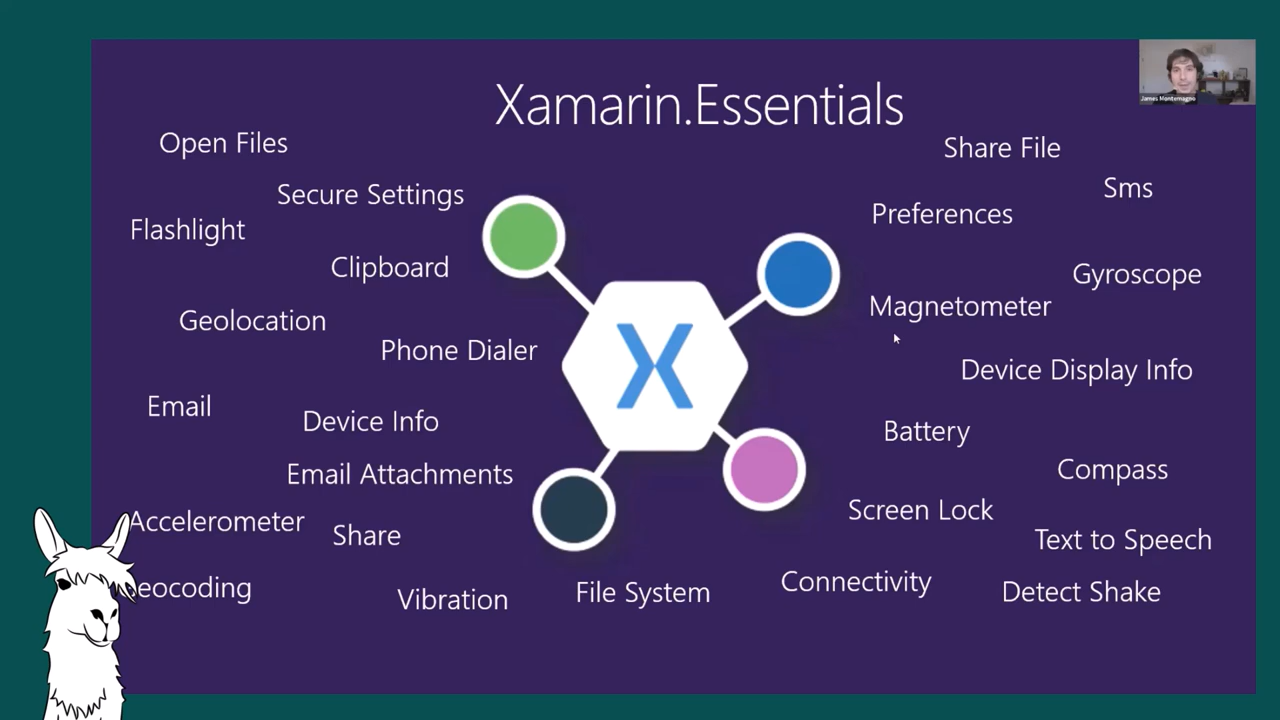 Xamarin.Essentials
James Montemagno
Open Files
Share File
Secure Settings
Sms
Flashlight
Preferences
Clipboard
Gyroscope
Geolocation
Magnetometer
Phone Dialer
Device Display Info
Email
Device Info
Battery
Email Attachments
Compass
Accelerometer
Share
Screen Lock
Text to Speech
eocoding
Vibration
File System
Connectivity
Detect Shake